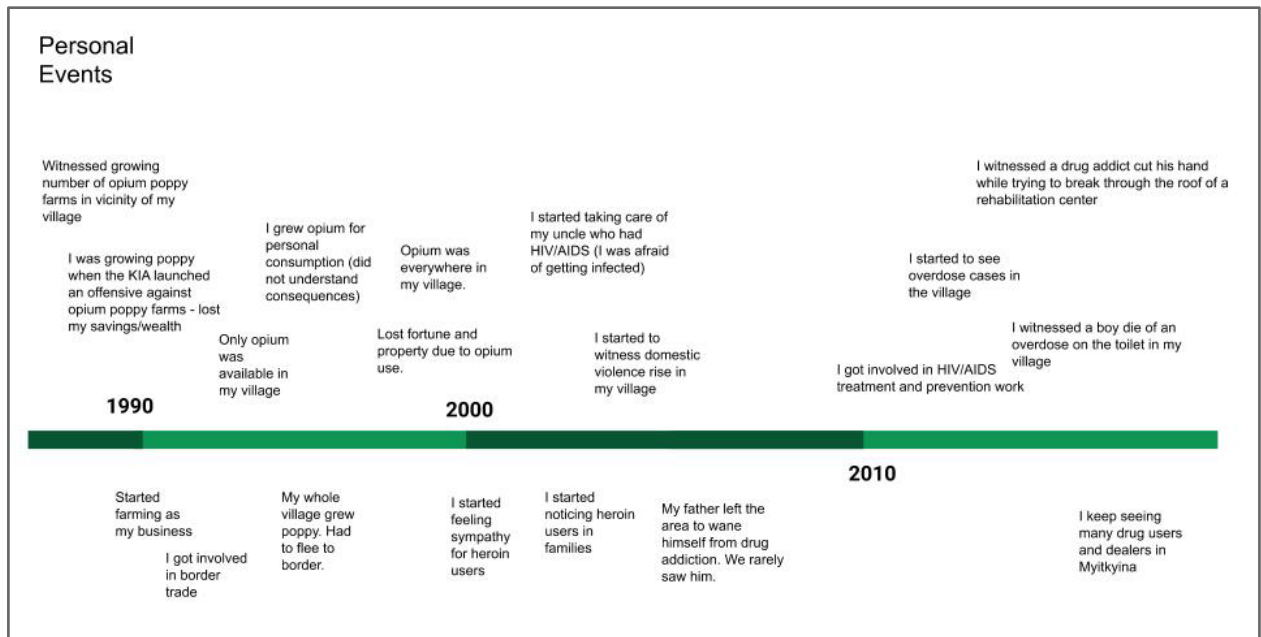 Personal
Events
Witnessed growing
number of opium poppy
farms in vicinity of my
village
I was growing poppy
when the KIA launched
an offensive against
opium poppy farms - lost
my savings/wealth
Only opium
was
available in
my village
I grew opium for
personal
consumption (did
not understand
consequences)
Opium was
everywhere in
my village.
Lost fortune and
property due to opium
use.
I started taking care of
my uncle who had
HIV/AIDS (I was afraid
of getting infected)
I started to
witness domestic
violence rise in
my village
I witnessed a drug addict cut his hand
while trying to break through the roof of a
rehabilitation center
I started to see
overdose cases in
the village
I witnessed a boy die of an
overdose on the toilet in my
village
I got involved in HIV/AIDS
treatment and prevention work
1990
2000
2010
Started
farming as
my business
I got involved
in border
trade
My whole
village grew
poppy. Had
to flee to
border.
I started
feeling
sympathy
for heroin
users
I started
noticing heroin
users in
families
My father left the
area to wane
himself from drug
addiction. We rarely
saw him.
I keep seeing
many drug users
and dealers in
Myitkyina